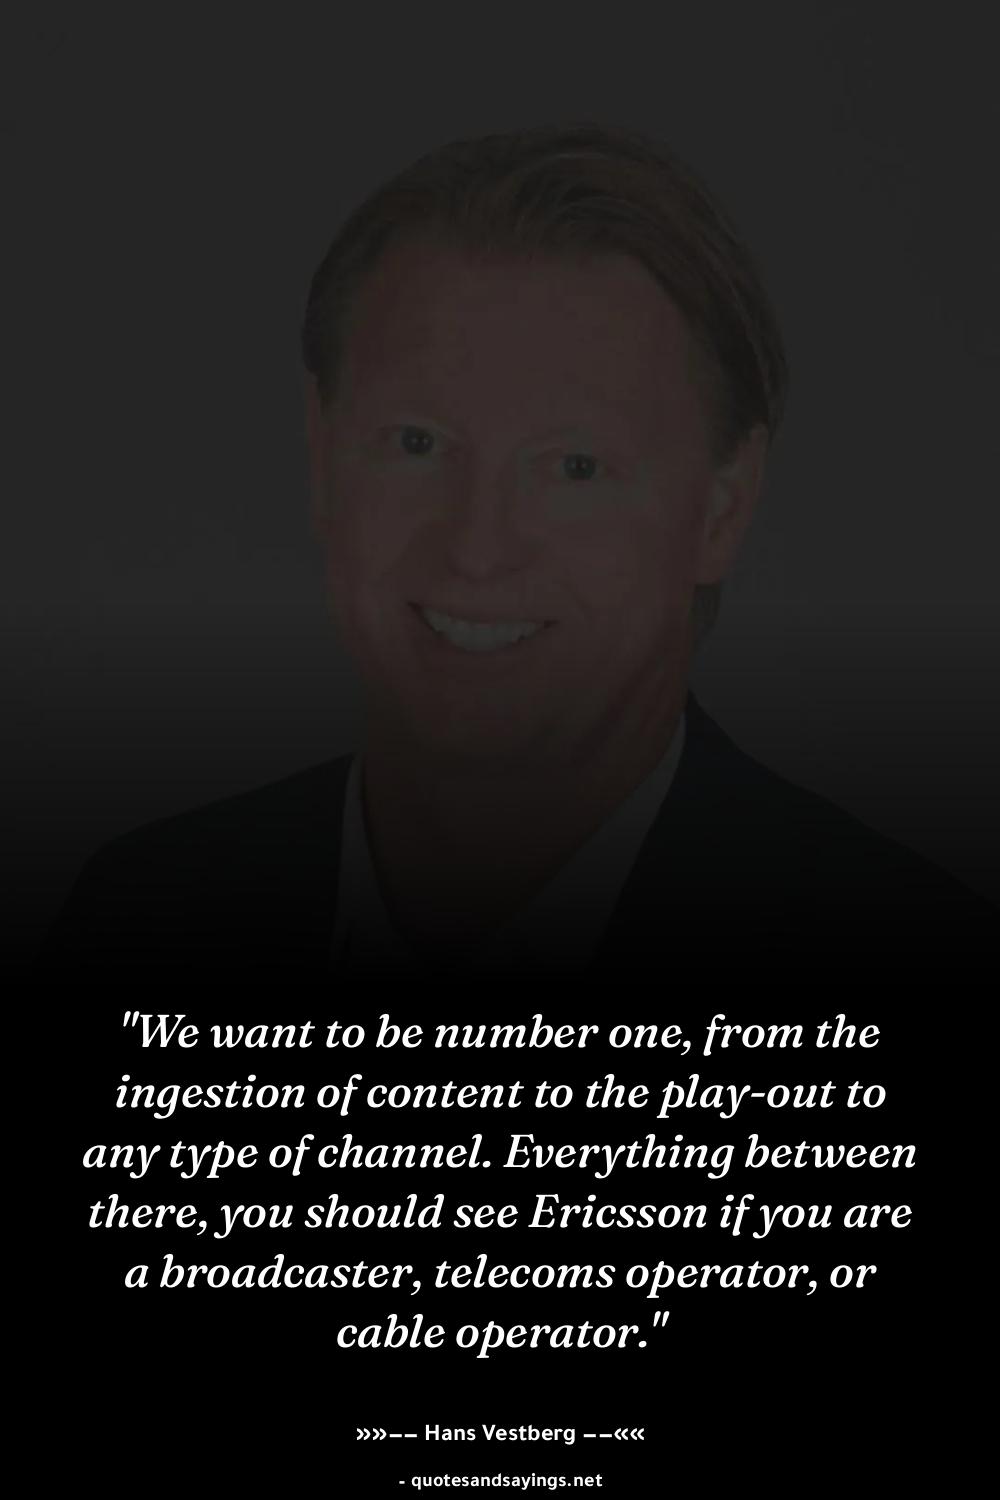 "We want to be number one, from the
ingestion of content to the play-out to
any type of channel. Everything between
there, you should see Ericsson if you are
a broadcaster, telecoms operator, or
cable operator."
»»−− Hans Vestberg −−««
- quotesandsayings.net